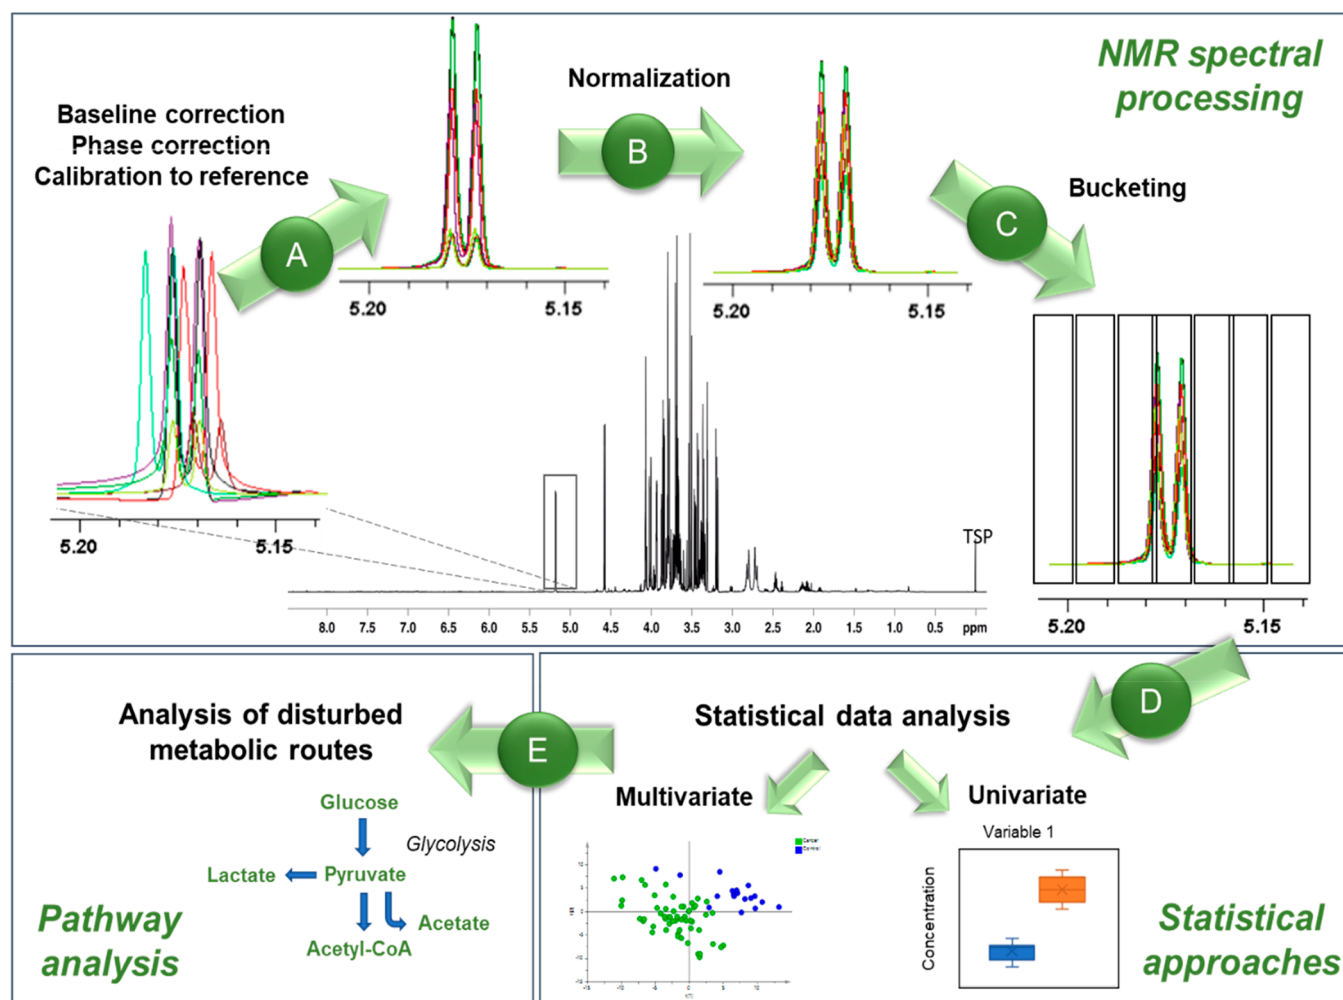 NMR spectral
processing
Baseline correction
Phase correction
Calibration to reference
A
Normalization
B
C
Bucketing
5.20 5.15
5.20 5.15
5.20 5.15
5.20 5.15
TSP
8.0 7.5 7.0 6.5 6.0 5.5 5.0 4.5 4.0 3.5 3.0 2.5 2.0 1.5 1.0 0.5 ppm
D
Statistical data analysis
Multivariate
Univariate
Cancer
Control
Variable 1
Concentration
Statistical
approaches
E
Analysis of disturbed
metabolic routes
Glucose
Glycolysis
Lactate Pyruvate
Acetate
Acetyl-CoA
Pathway
analysis